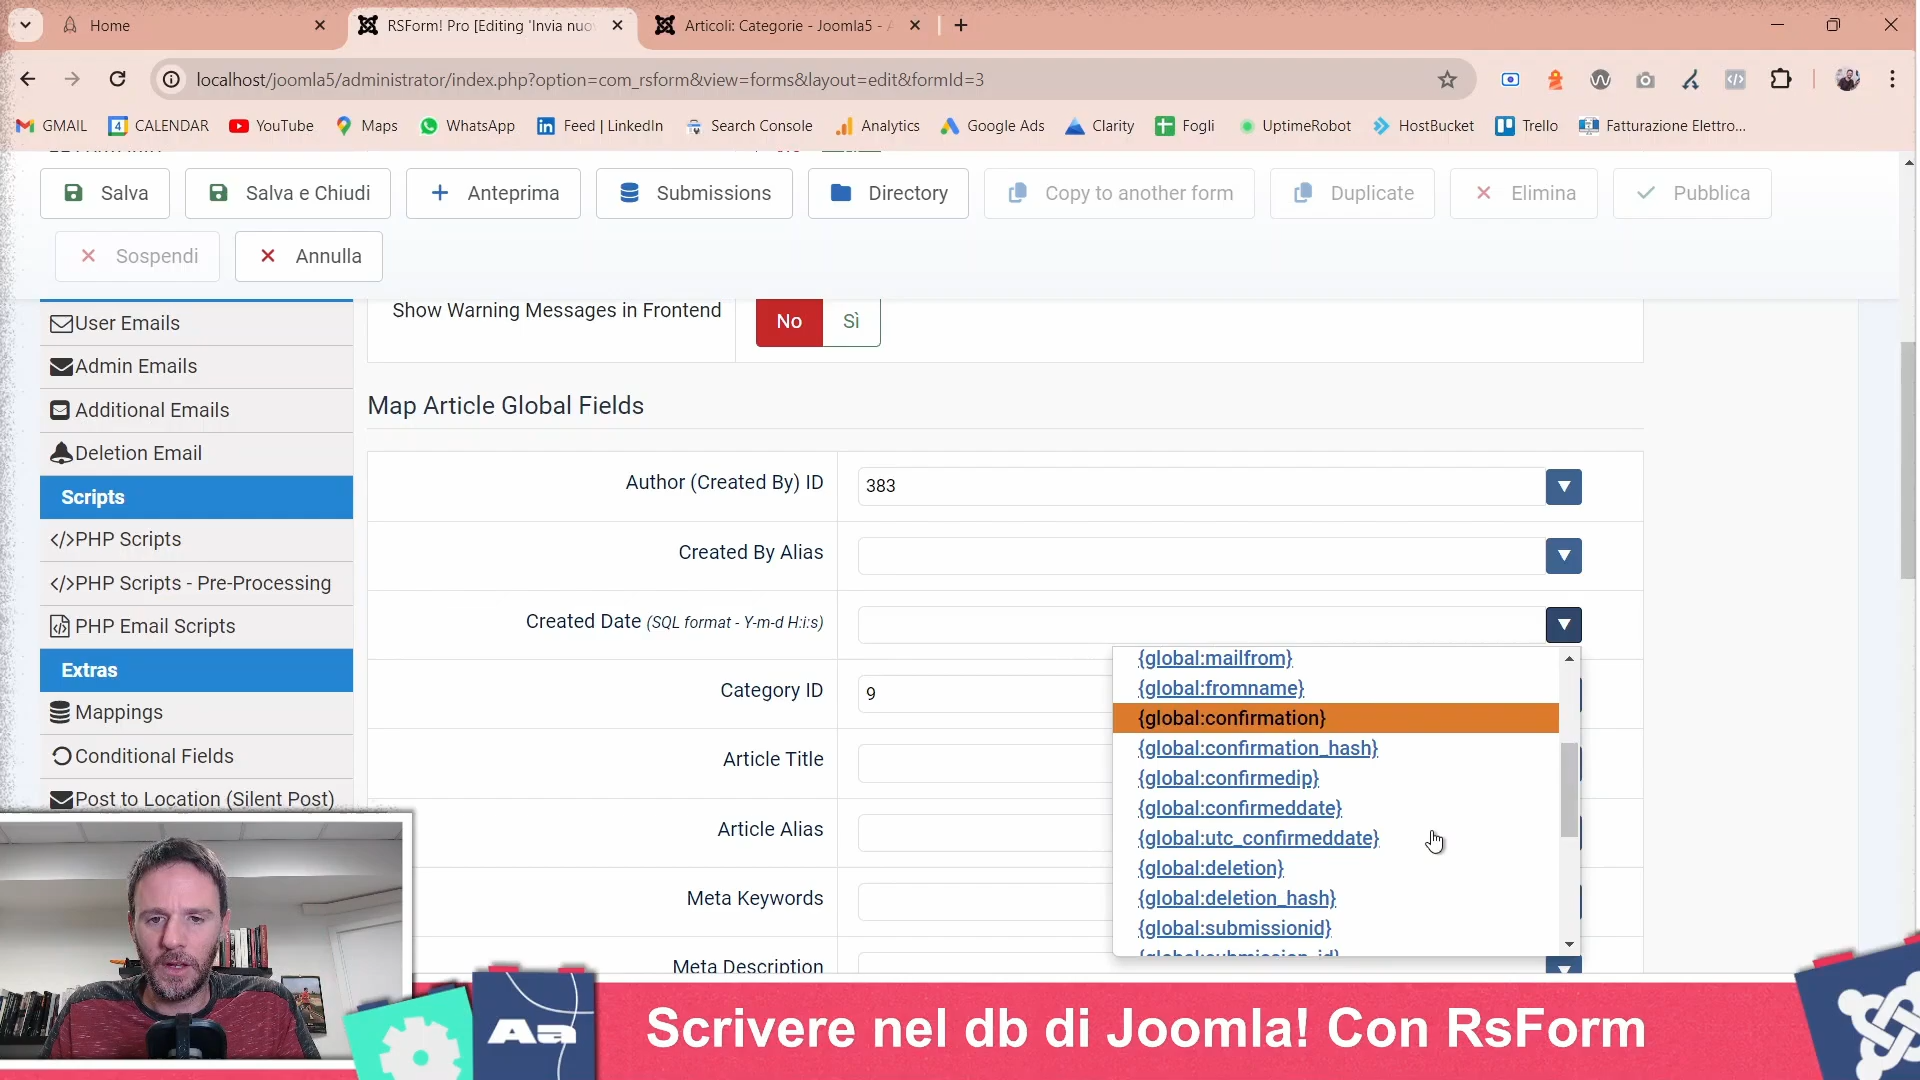 Home
RSForm! Pro [Editing 'Invia nuo
Articoli: Categorie - Joomla5 - A
localhost/joomla5/administrator/index.php?option=com_rsform&view=forms&layout=edit&formId=3
GMAIL
CALENDAR
YouTube
Maps
WhatsApp
Feed | LinkedIn
Search Console
Analytics
Google Ads
Clarity
Fogli
UptimeRobot
HostBucket
Trello
Fatturazione Elettro...
Salva
Salva e Chiudi
Anteprima
Submissions
Directory
Copy to another form
Duplicate
Elimina
Pubblica
Sospendi
Annulla
User Emails
Admin Emails
Additional Emails
Deletion Email
Scripts
</>PHP Scripts
</>PHP Scripts - Pre-Processing
PHP Email Scripts
Extras
Mappings
Conditional Fields
Post to Location (Silent Post)
Show Warning Messages in Frontend
No
Sì
Map Article Global Fields
Author (Created By) ID
383
Created By Alias
Created Date (SQL format - Y-m-d H:i:s)
Category ID
9
Article Title
Article Alias
Meta Keywords
Meta Description
{global:mailfrom}
{global:fromname}
{global:confirmation}
{global:confirmation_hash}
{global:confirmedip}
{global:confirmeddate}
{global:utc_confirmeddate}
{global:deletion}
{global:deletion_hash}
{global:submissionid}
{global:submission_id}
Aa
Scrivere nel db di Joomla! Con RsForm